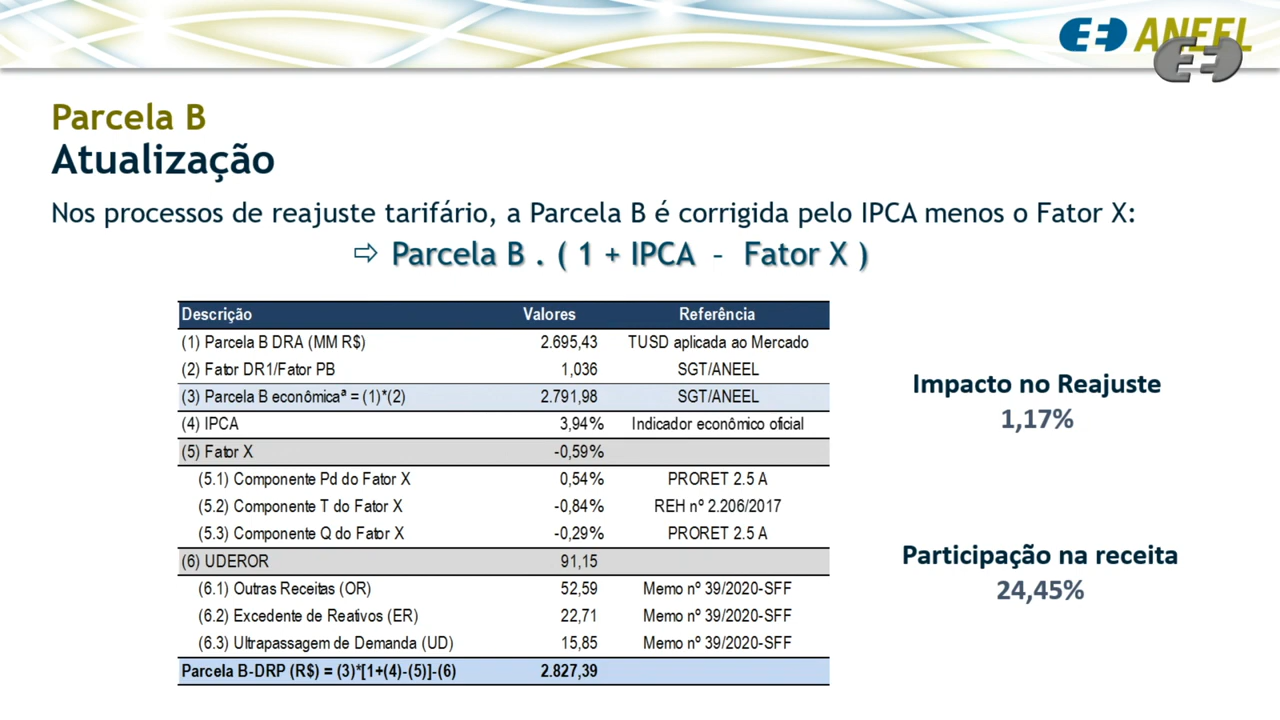 ANEEL
Parcela B
Atualização
Nos processos de reajuste tarifário, a Parcela B é corrigida pelo IPCA menos o Fator X:
⇨ Parcela B . ( 1 + IPCA – Fator X )
Descrição Valores Referência
(1) Parcela B DRA (MM R$) 2.695,43 TUSD aplicada ao Mercado
(2) Fator DR1/Fator PB 1,036 SGT/ANEEL
(3) Parcela B econômicaª = (1)*(2) 2.791,98 SGT/ANEEL
(4) IPCA 3,94% Indicador econômico oficial
(5) Fator X -0,59%
(5.1) Componente Pd do Fator X 0,54% PRORET 2.5 A
(5.2) Componente T do Fator X -0,84% REH nº 2.206/2017
(5.3) Componente Q do Fator X -0,29% PRORET 2.5 A
(6) UDEROR 91,15
(6.1) Outras Receitas (OR) 52,59 Memo nº 39/2020-SFF
(6.2) Excedente de Reativos (ER) 22,71 Memo nº 39/2020-SFF
(6.3) Ultrapassagem de Demanda (UD) 15,85 Memo nº 39/2020-SFF
Parcela B-DRP (R$) = (3)*[1+(4)-(5)]-(6) 2.827,39
Impacto no Reajuste
1,17%
Participação na receita
24,45%